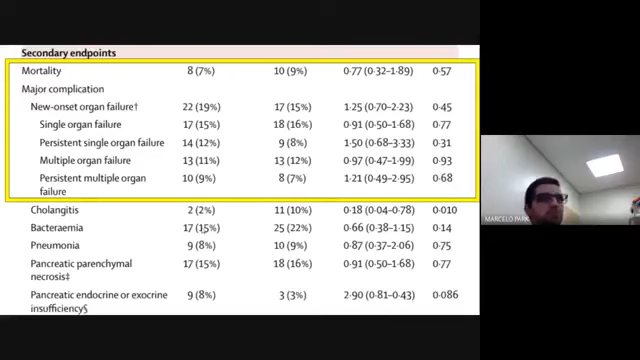 Secondary endpoints
Mortality 8 (7%) 10 (9%) 0·77 (0·32–1·89) 0·57
Major complication
New-onset organ failure† 22 (19%) 17 (15%) 1·25 (0·70–2·23) 0·45
Single organ failure 17 (15%) 18 (16%) 0·91 (0·50–1·68) 0·77
Persistent single organ failure 14 (12%) 9 (8%) 1·50 (0·68–3·33) 0·31
Multiple organ failure 13 (11%) 13 (12%) 0·97 (0·47–1·99) 0·93
Persistent multiple organ 10 (9%) 8 (7%) 1·21 (0·49–2·95) 0·68
failure
Cholangitis 2 (2%) 11 (10%) 0·18 (0·04–0·78) 0·010
Bacteraemia 17 (15%) 25 (22%) 0·66 (0·38–1·15) 0·14
Pneumonia 9 (8%) 10 (9%) 0·87 (0·37–2·06) 0·75
Pancreatic parenchymal 17 (15%) 18 (16%) 0·91 (0·50–1·68) 0·77
necrosis‡
Pancreatic endocrine or exocrine 9 (8%) 3 (3%) 2·90 (0·81–0·43) 0·086
insufficiency§
MARCELO PARK